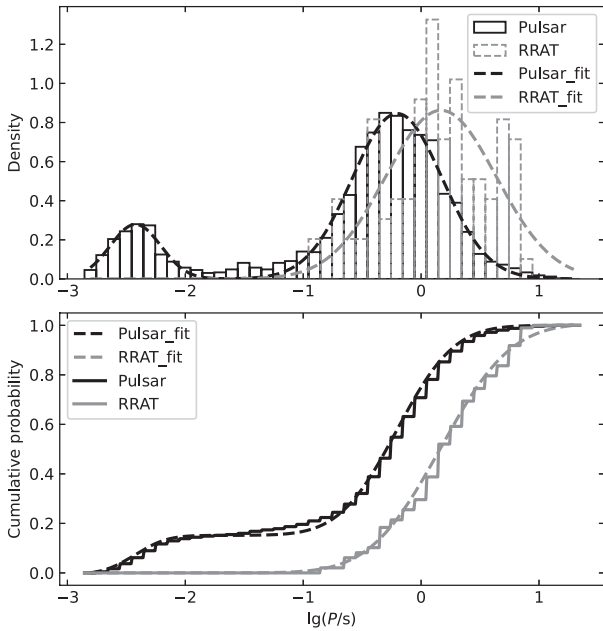 Density
1.2
1.0
0.8
0.6
0.4
0.2
0.0
Pulsar
RRAT
Pulsar_fit
RRAT_fit
−3 −2 −1 0 1
Cumulative probability
1.0
0.8
0.6
0.4
0.2
0.0
Pulsar_fit
RRAT_fit
Pulsar
RRAT
−3 −2 −1 0 1
lg(P/s)